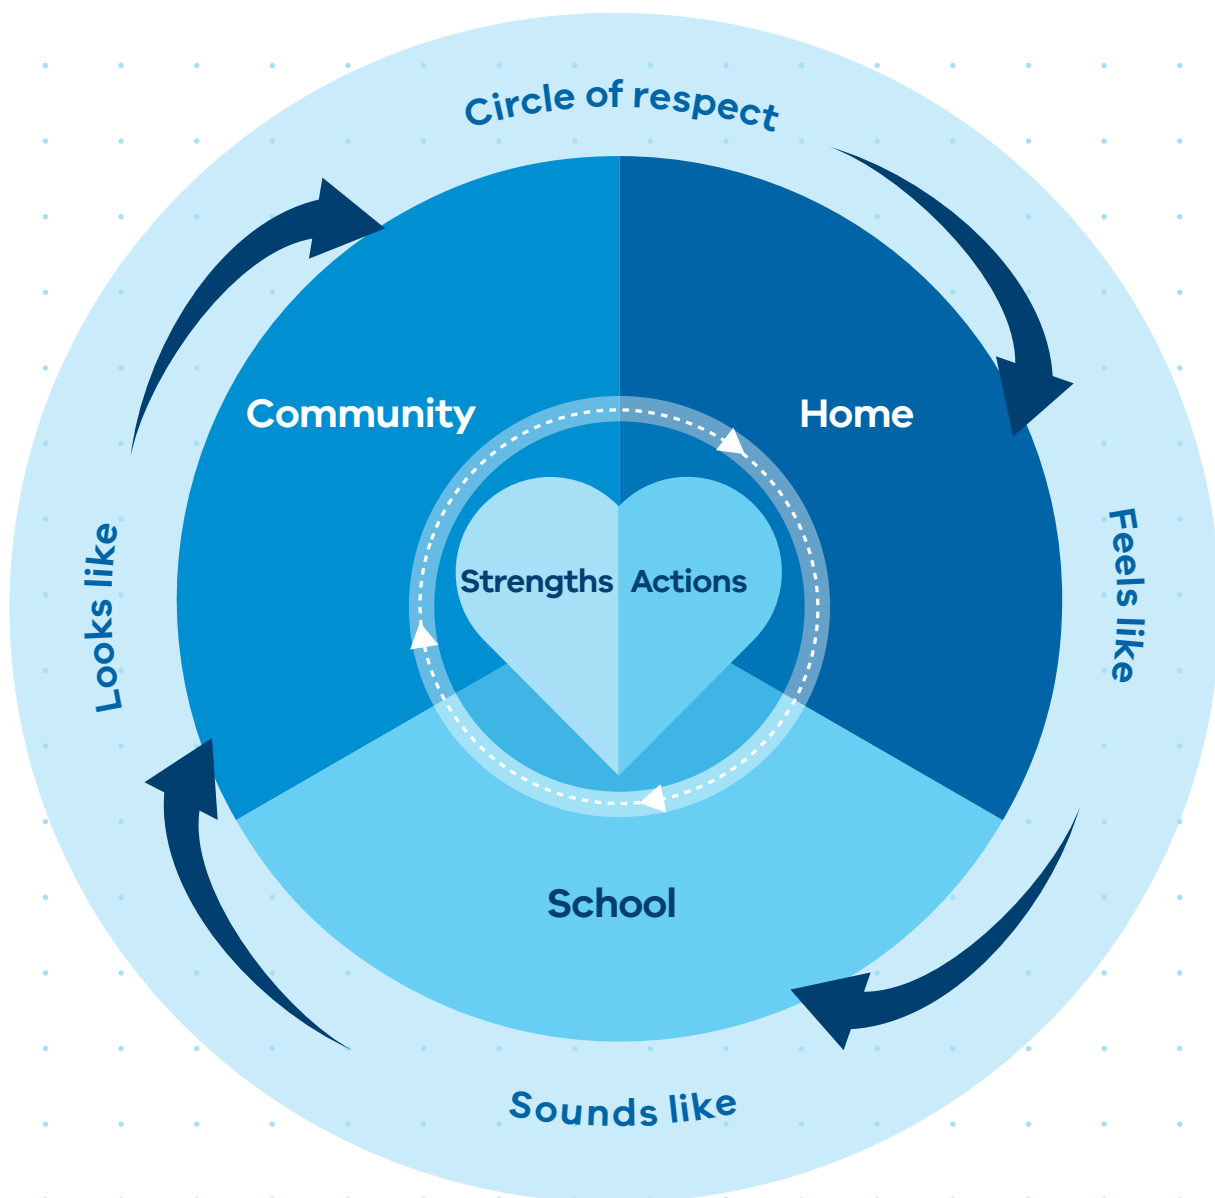 Circle of respect
Community
Home
Feels like
Looks like
Strengths
Actions
School
Sounds like